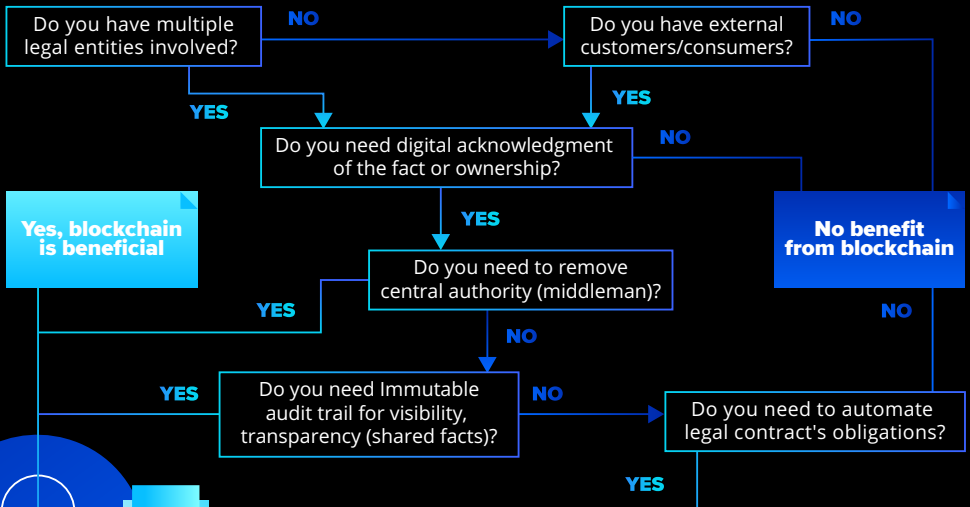 Do you have multiple
legal entities involved?
NO
Do you have external
customers/consumers?
NO
YES
YES
Do you need digital acknowledgment
of the fact or ownership?
NO
Yes, blockchain
is beneficial
YES
No benefit
from blockchain
Do you need to remove
central authority (middleman)?
YES
NO
NO
YES
Do you need Immutable
audit trail for visibility,
transparency (shared facts)?
NO
Do you need to automate
legal contract's obligations?
YES